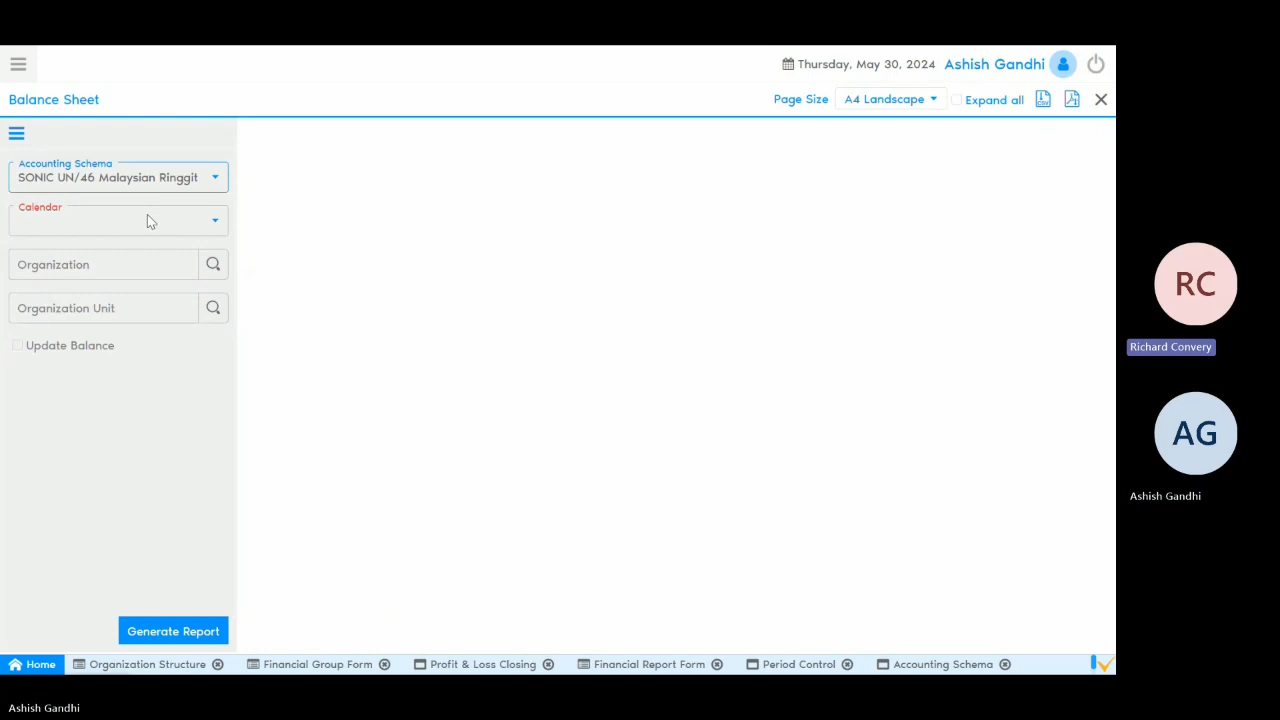 Thursday, May 30, 2024 Ashish Gandhi
Balance Sheet Page Size A4 Landscape Expand all
CSV
Accounting Schema
SONIC UN/46 Malaysian Ringgit
Calendar
Organization
Organization Unit
Update Balance
Generate Report
Home Organization Structure Financial Group Form Profit & Loss Closing Financial Report Form Period Control Accounting Schema
RC
Richard Convery
AG
Ashish Gandhi
Ashish Gandhi